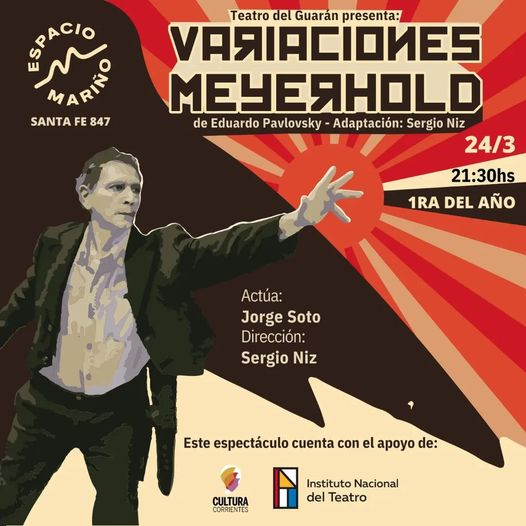 ESPACIO
MARIÑO
SANTA FE 847
Teatro del Guarán presenta:
VARIACIONES
MEYERHOLD
de Eduardo Pavlovsky - Adaptación: Sergio Niz
24/3
21:30hs
1RA DEL AÑO
Actúa:
Jorge Soto
Dirección:
Sergio Niz
Este espectáculo cuenta con el apoyo de:
CULTURA
CORRIENTES
Instituto Nacional
del Teatro